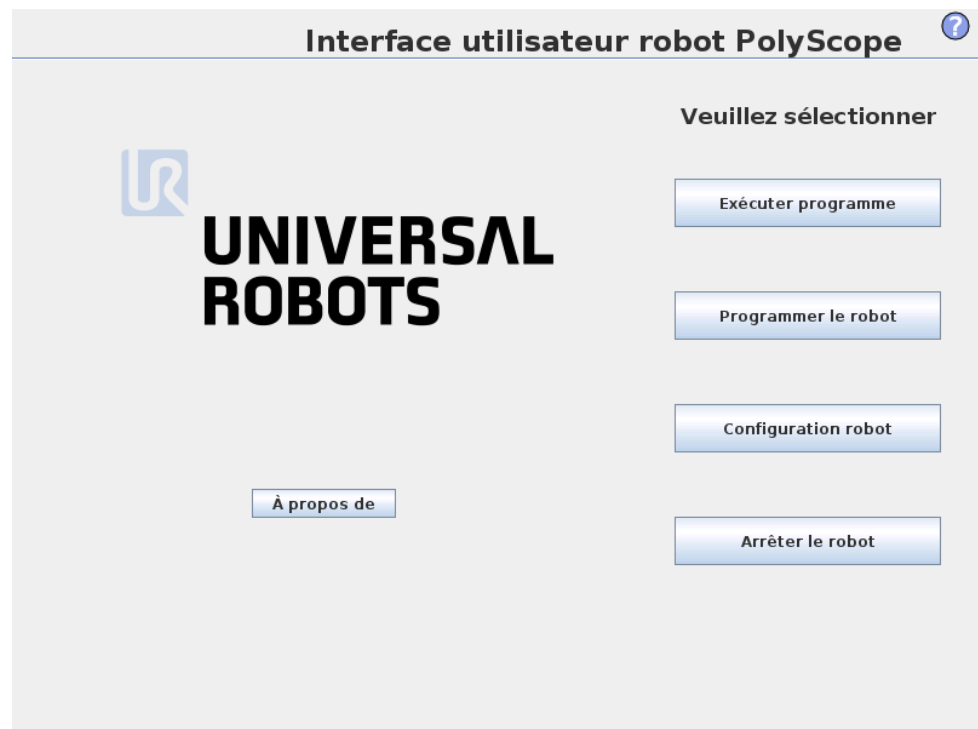 Interface utilisateur robot PolyScope
?
Veuillez sélectionner
UR
UNIVERSAL
ROBOTS
Exécuter programme
Programmer le robot
Configuration robot
À propos de
Arrêter le robot